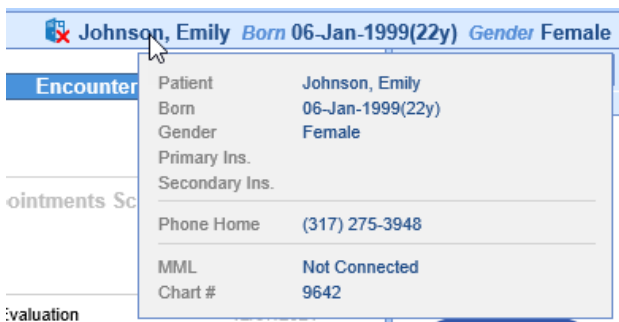 Johnson, Emily Born 06-Jan-1999(22y) Gender Female
Encounter
Patient Johnson, Emily
Born 06-Jan-1999(22y)
Gender Female
Primary Ins.
Secondary Ins.
ointments Sc
Phone Home (317) 275-3948
MML Not Connected
Chart # 9642
Evaluation